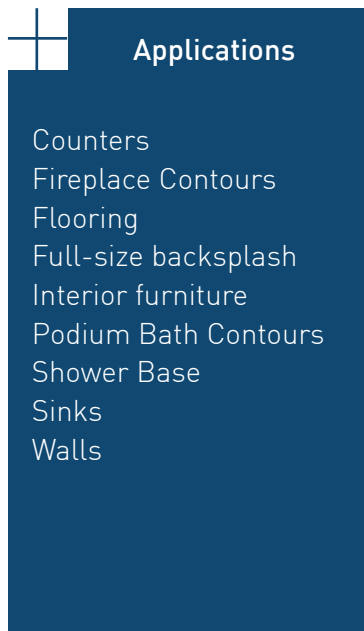 Applications
Counters
Fireplace Contours
Flooring
Full-size backsplash
Interior furniture
Podium Bath Contours
Shower Base
Sinks
Walls